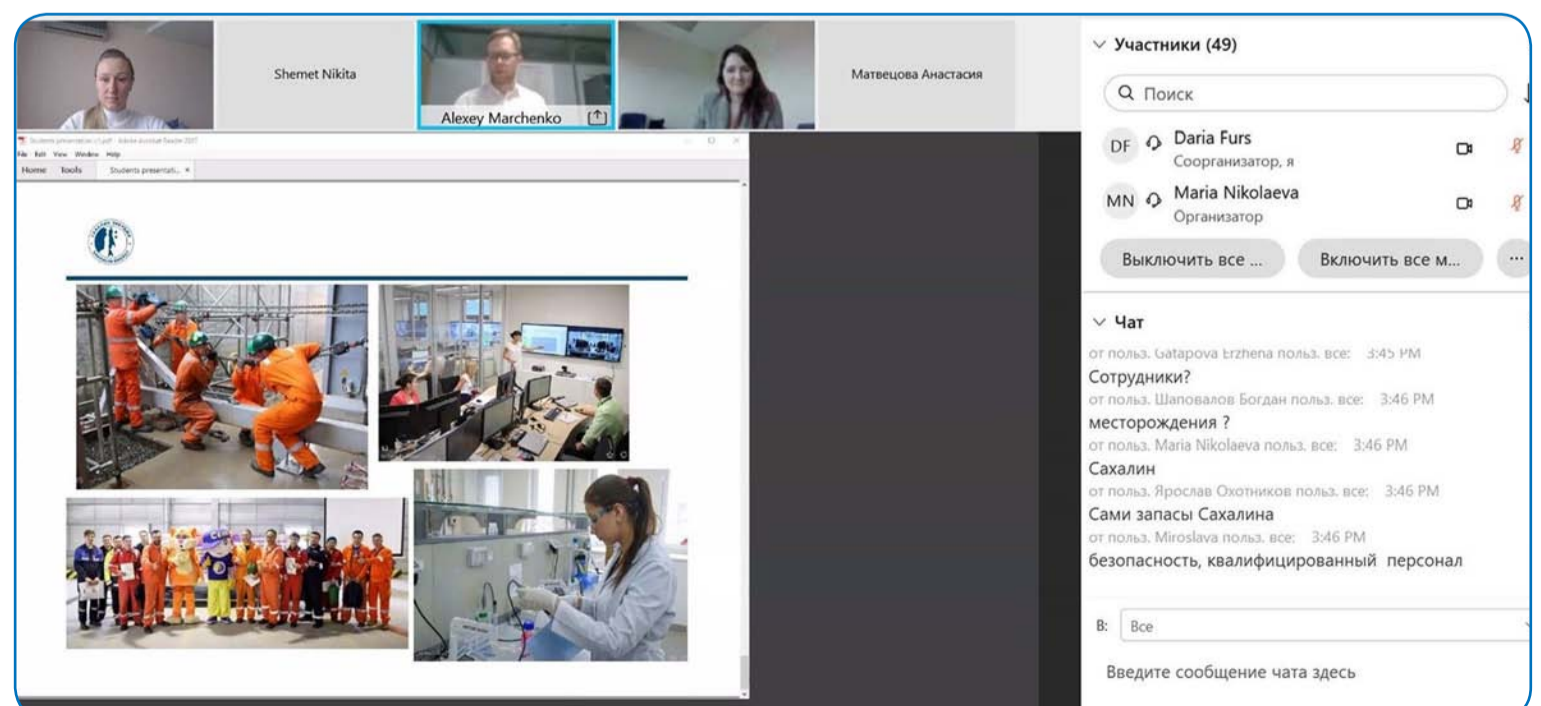 Shemet Nikita
Alexey Marchenko
Матвецова Анастасия
Students presentation
File Edit View Window Help
Home Tools Students presentati... ×
Участники (49)
Поиск
DF Daria Furs
Соорганизатор, я
MN Maria Nikolaeva
Организатор
Выключить все ... Включить все м... ...
Чат
от польз. Gatapova Erzhena польз. все: 3:45 PM
Сотрудники?
от польз. Шаповалов Богдан польз. все: 3:46 PM
месторождения ?
от польз. Maria Nikolaeva польз. все: 3:46 PM
Сахалин
от польз. Ярослав Охотников польз. все: 3:46 PM
Сами запасы Сахалина
от польз. Miroslava польз. все: 3:46 PM
безопасность, квалифицированный персонал
В: Все
Введите сообщение чата здесь